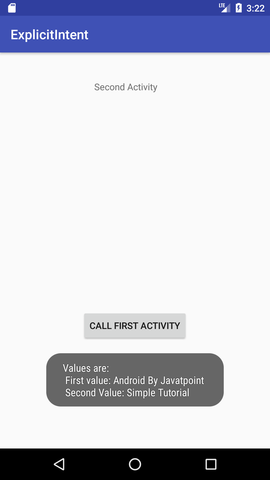 LTE 3:22
ExplicitIntent
Second Activity
CALL FIRST ACTIVITY
Values are:
First value: Android By Javatpoint
Second Value: Simple Tutorial